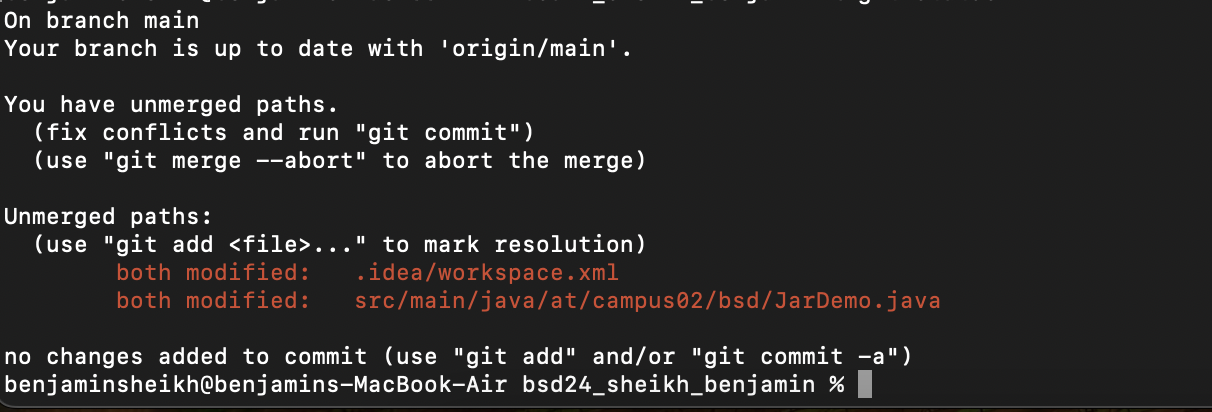 On branch main
Your branch is up to date with 'origin/main'.
You have unmerged paths.
(fix conflicts and run "git commit")
(use "git merge --abort" to abort the merge)
Unmerged paths:
(use "git add <file>..." to mark resolution)
both modified:   .idea/workspace.xml
both modified:   src/main/java/at/campus02/bsd/JarDemo.java
no changes added to commit (use "git add" and/or "git commit -a")
benjaminsheikh@benjamins-MacBook-Air bsd24_sheikh_benjamin %